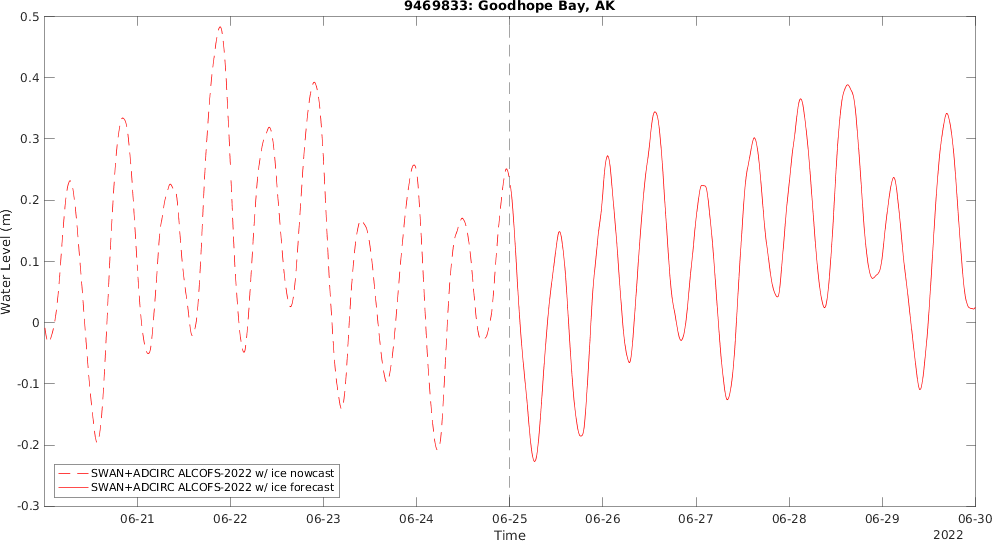 9469833: Goodhope Bay, AK
0.5
0.4
0.3
0.2
0.1
0
-0.1
-0.2
-0.3
Water Level (m)
SWAN+ADCIRC ALCOFS-2022 w/ ice nowcast
SWAN+ADCIRC ALCOFS-2022 w/ ice forecast
06-21 06-22 06-23 06-24 06-25 06-26 06-27 06-28 06-29 06-30
Time
2022